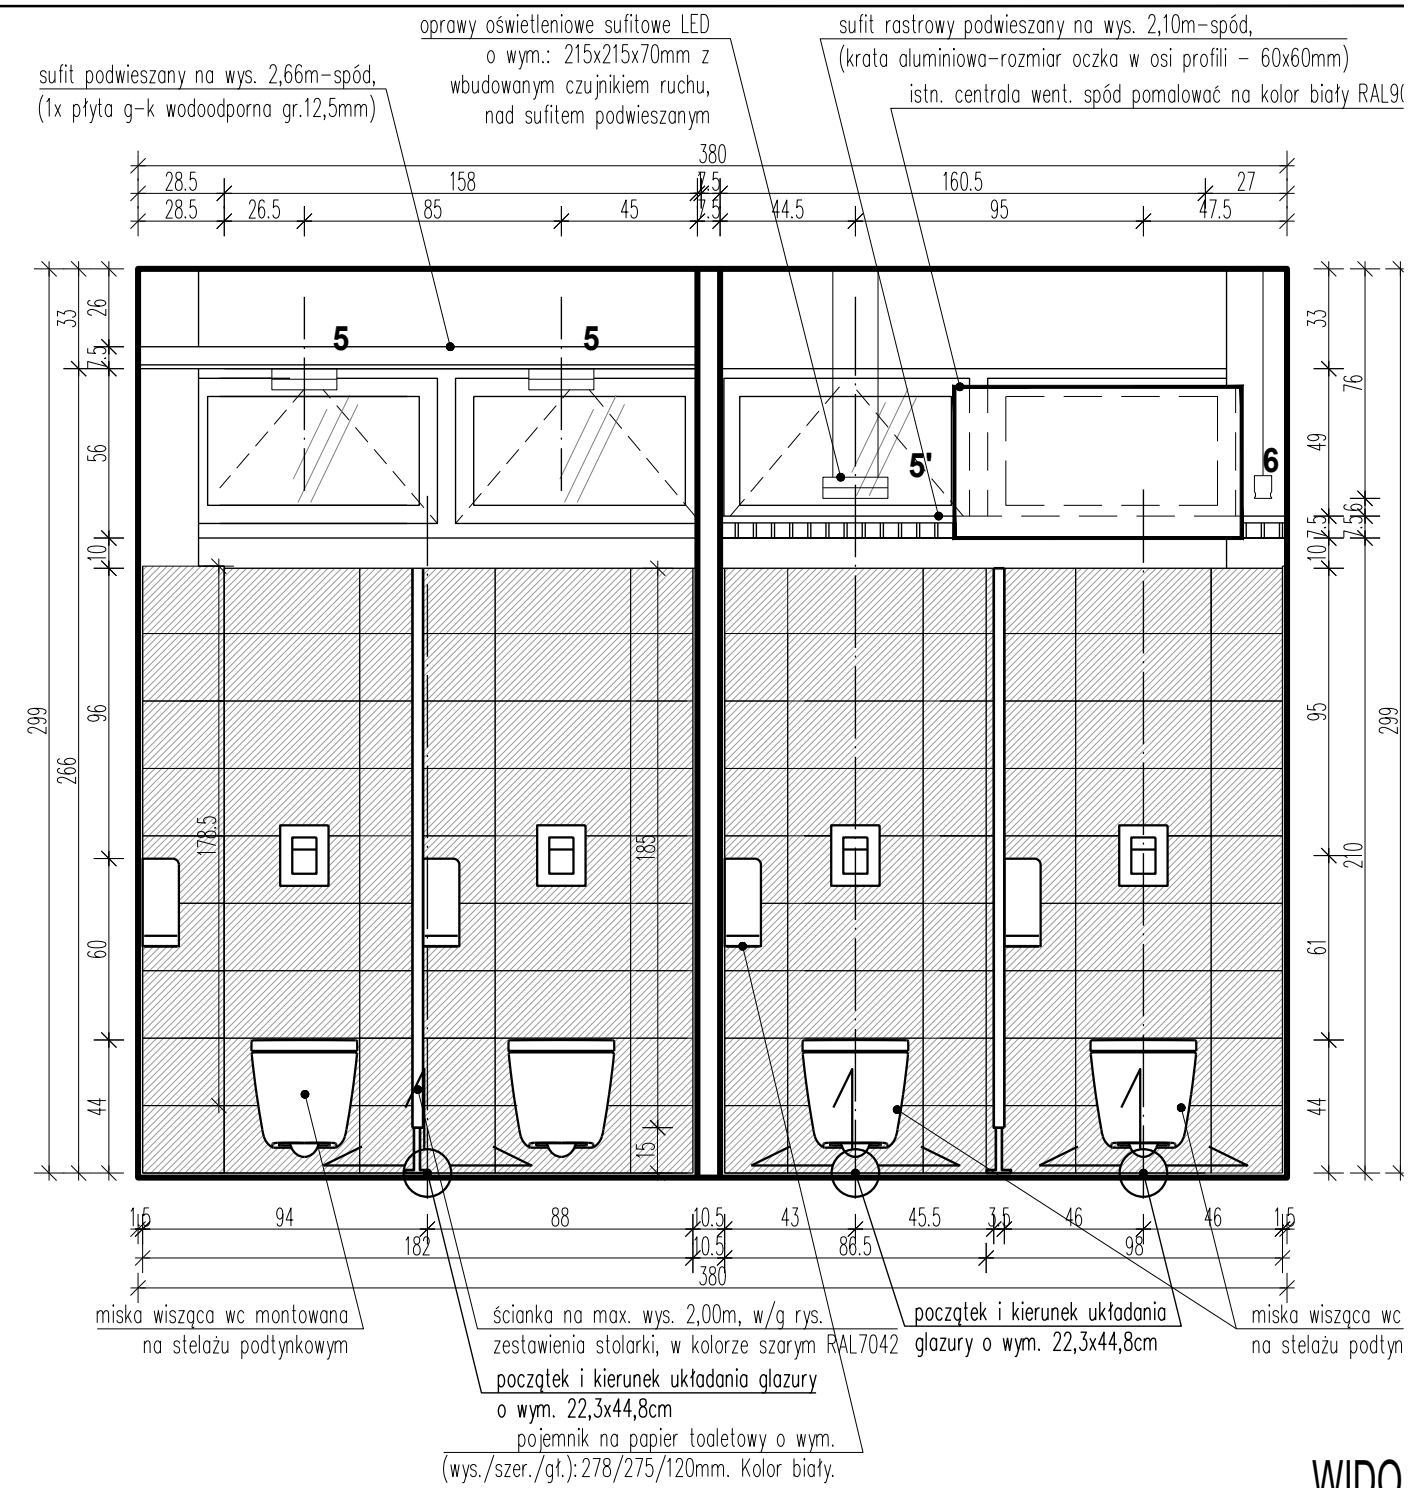 oprawy oświetleniowe sufitowe LED
o wym.: 215x215x70mm z
wbudowanym czujnikiem ruchu,
nad sufitem podwieszanym
sufit rastrowy podwieszany na wys. 2,10m-spód,
(krata aluminiowa-rozmiar oczka w osi profili - 60x60mm)
istn. centrala went. spód pomalować na kolor biały RAL90
sufit podwieszany na wys. 2,66m-spód,
(1x płyta g-k wodoodporna gr.12,5mm)
380
28.5 158 7.5 160.5 27
28.5 26.5 85 45 7.5 44.5 95 47.5
299
33 266
26 7.5 56 10 96 60 44
5 5 5' 6
178.5 185 15
33 49 7.5 10 95 61 44
76 6 7.5 210
299
1.5 94 88 10.5 43 45.5 3.5 46 46 1.5
182 10.5 86.5 98
380
miska wisząca wc montowana
na stelażu podtynkowym
ścianka na max. wys. 2,00m, w/g rys.
zestawienia stolarki, w kolorze szarym RAL7042
początek i kierunek układania
glazury o wym. 22,3x44,8cm
miska wisząca wc
na stelażu podtyn
początek i kierunek układania glazury
o wym. 22,3x44,8cm
pojemnik na papier toaletowy o wym.
(wys./szer./gł.):278/275/120mm. Kolor biały.
WIDO